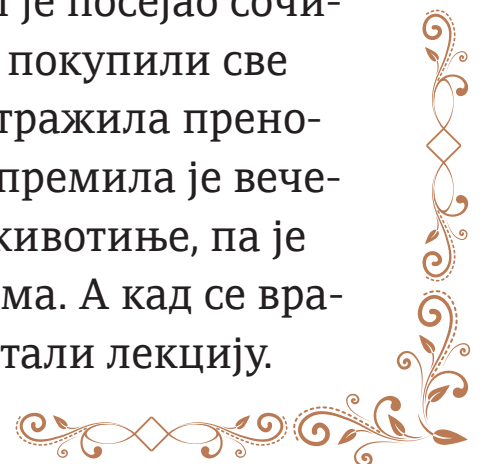 је посејао сочи-
покупили све
тражила прено-
премила је вече-
животиње, па је
ма. А кад се вра-
тали лекцију.